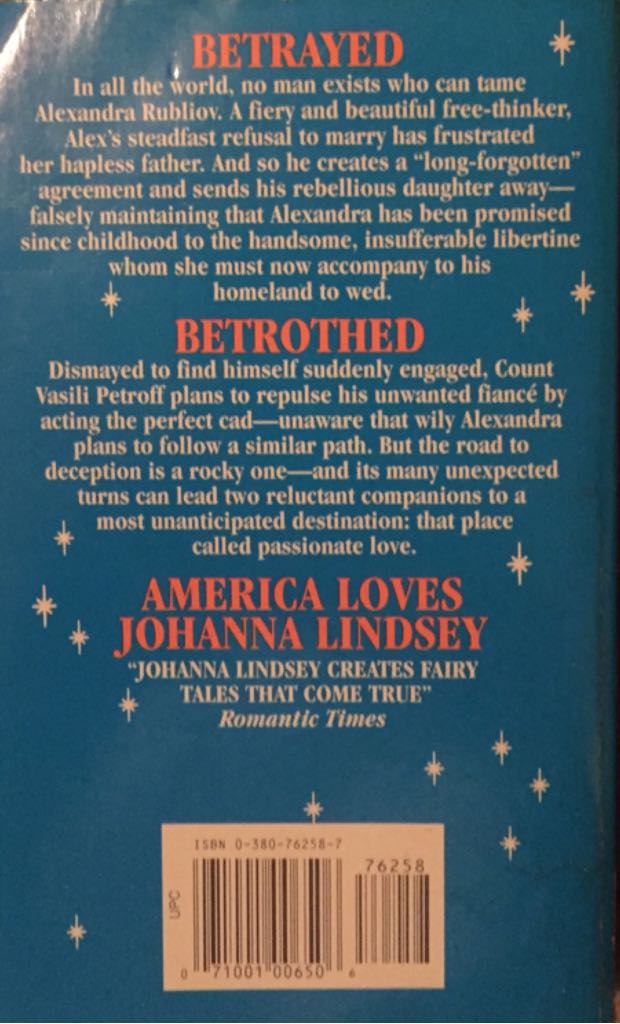 BETRAYED
In all the world, no man exists who can tame
Alexandra Rubliov. A fiery and beautiful free-thinker,
Alex's steadfast refusal to marry has frustrated
her hapless father. And so he creates a “long-forgotten”
agreement and sends his rebellious daughter away—
falsely maintaining that Alexandra has been promised
since childhood to the handsome, insufferable libertine
whom she must now accompany to his
homeland to wed.
BETROTHED
Dismayed to find himself suddenly engaged, Count
Vasili Petroff plans to repulse his unwanted fiancé by
acting the perfect cad—unaware that wily Alexandra
plans to follow a similar path. But the road to
deception is a rocky one—and its many unexpected
turns can lead two reluctant companions to a
most unanticipated destination: that place
called passionate love.
AMERICA LOVES
JOHANNA LINDSEY
“JOHANNA LINDSEY CREATES FAIRY
TALES THAT COME TRUE”
Romantic Times
ISBN 0-380-76258-7
76258
UPC
0 71001 00650 6